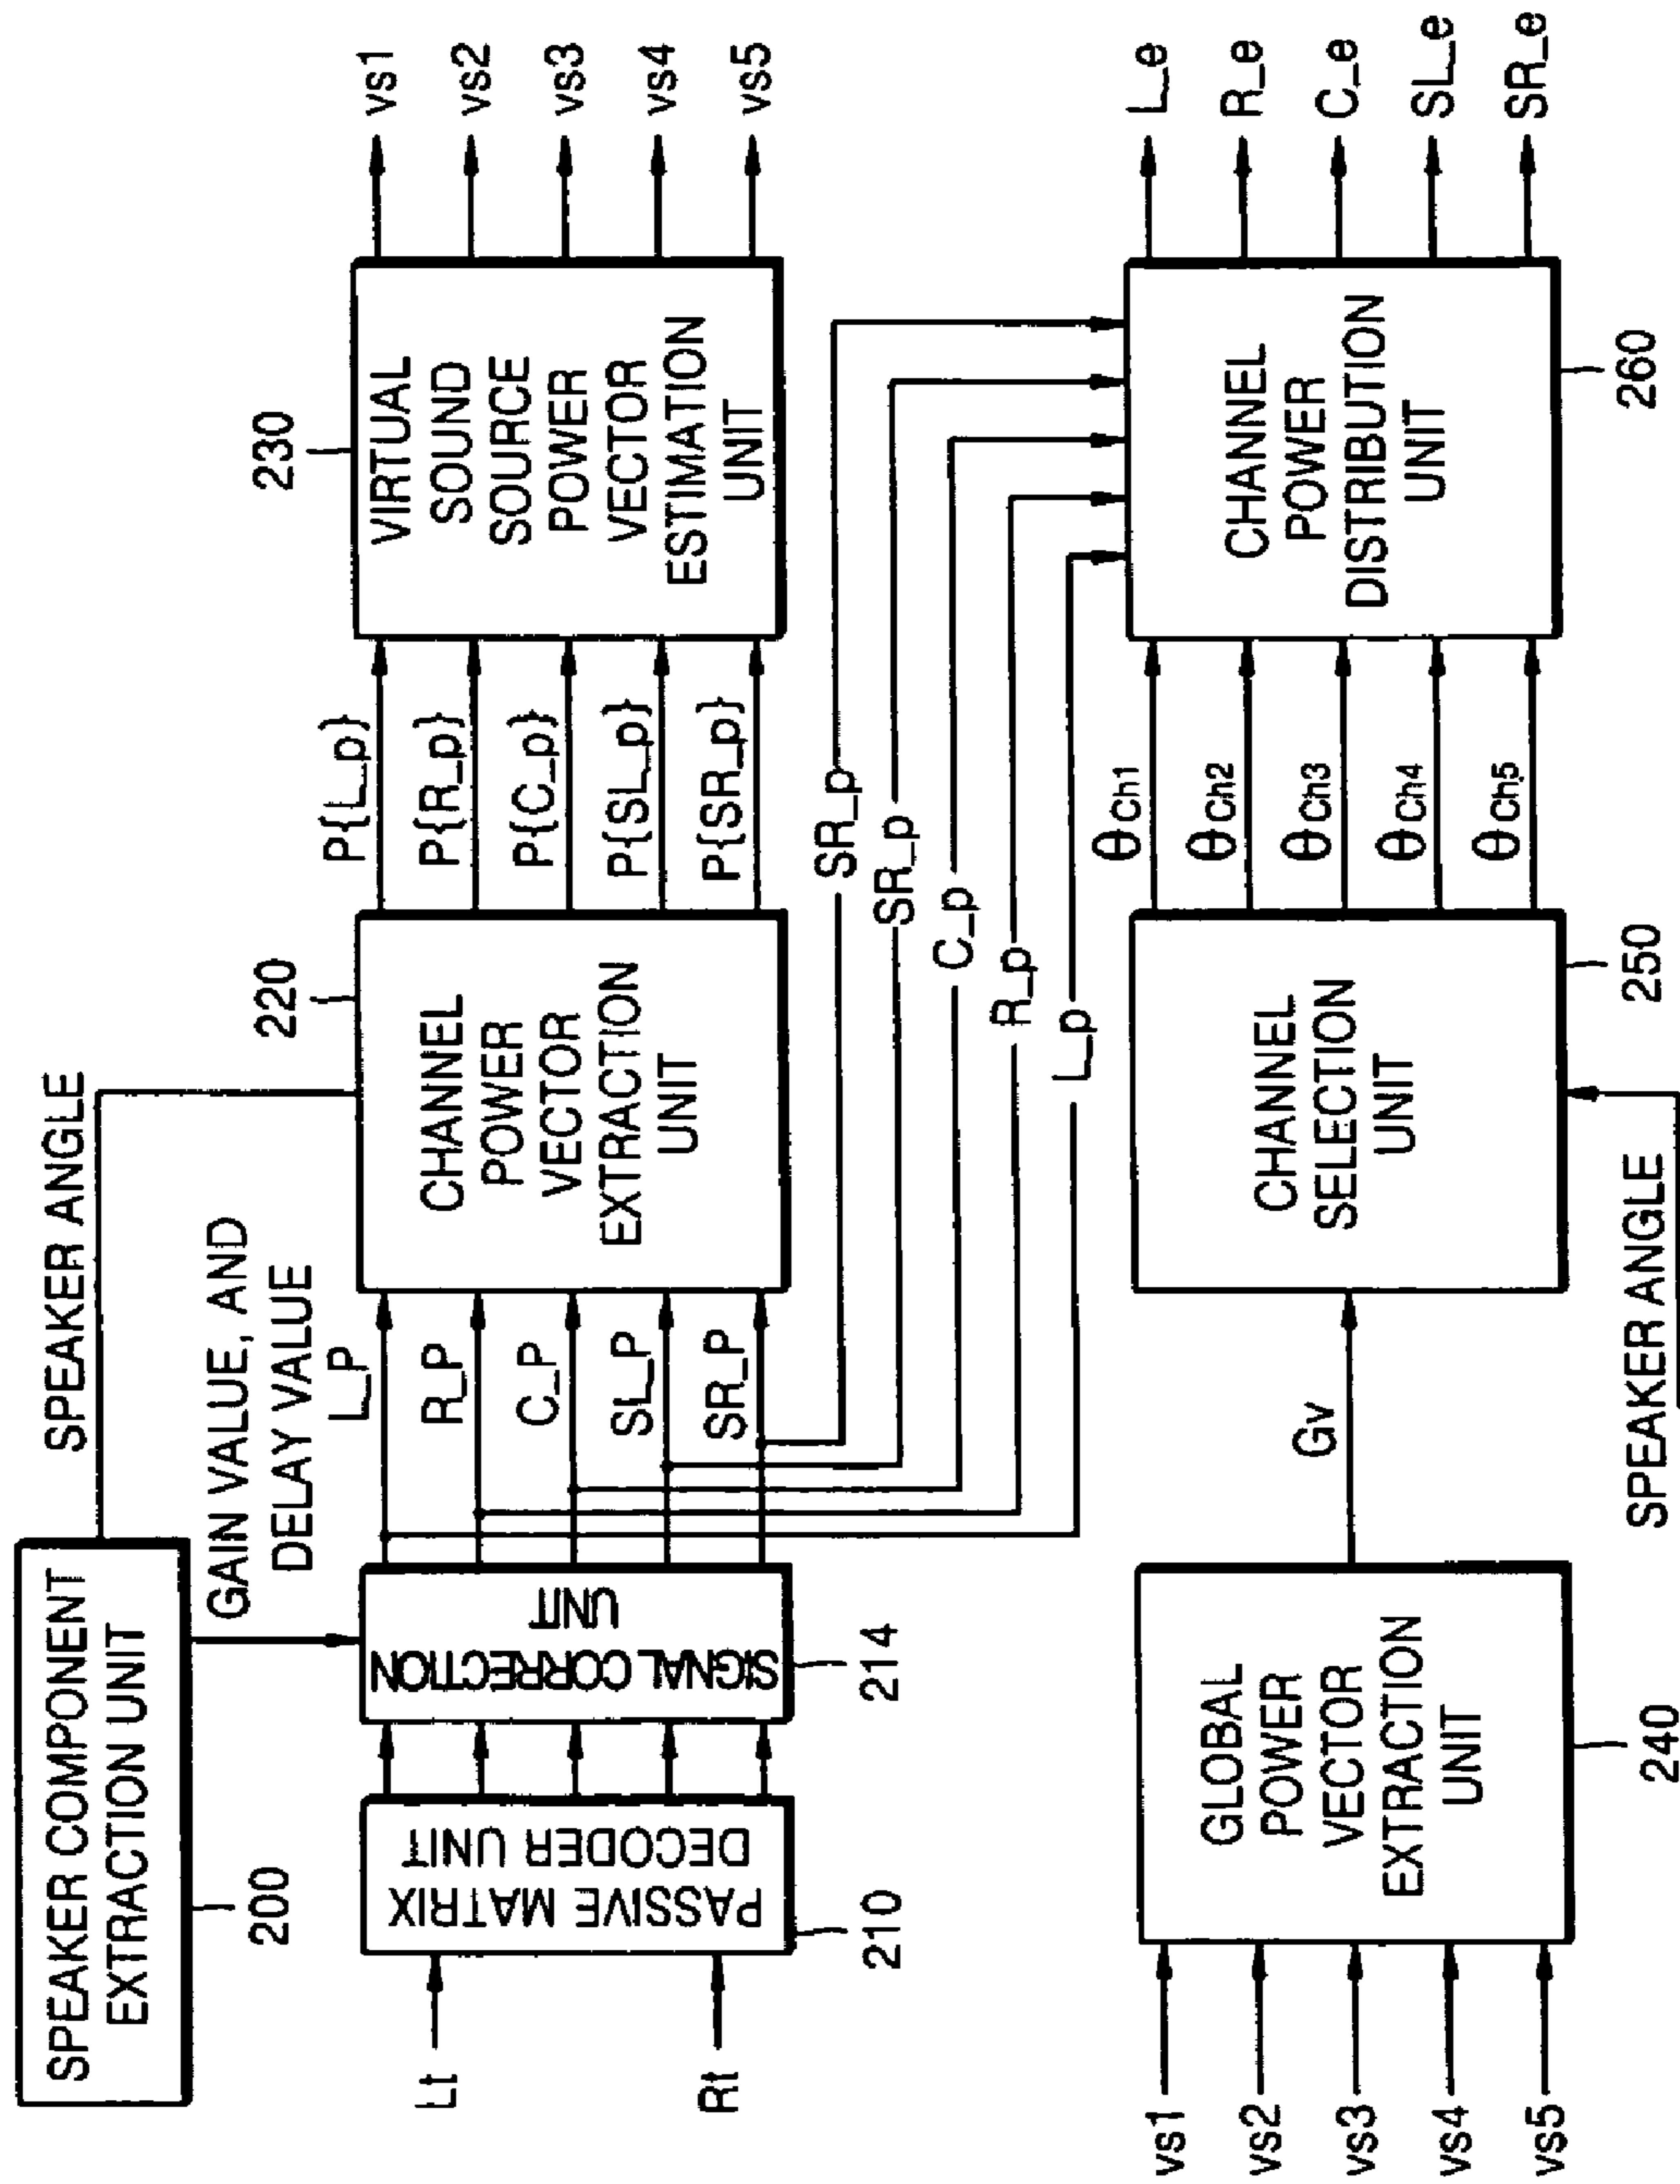 SPEAKER COMPONENT
EXTRACTION UNIT
200
SPEAKER ANGLE
GAIN VALUE, AND
DELAY VALUE
Lt
Rt
PASSIVE MATRIX
DECODER UNIT
210
SIGNAL CORRECTION
UNIT
214
L_P
R_P
C_P
SL_P
SR_P
220
CHANNEL
POWER
VECTOR
EXTRACTION
UNIT
P{L_p}
P{R_p}
P{C_p}
P{SL_p}
P{SR_p}
230
VIRTUAL
SOUND
SOURCE
POWER
VECTOR
ESTIMATION
UNIT
vs1
vs2
vs3
vs4
vs5
SR_p
SR_p
C_p
R_p
L_p
vs1
vs2
vs3
vs4
vs5
GLOBAL
POWER
VECTOR
EXTRACTION
UNIT
240
Gv
CHANNEL
SELECTION
UNIT
250
SPEAKER ANGLE
θCh1
θCh2
θCh3
θCh4
θCh5
CHANNEL
POWER
DISTRIBUTION
UNIT
260
L_e
R_e
C_e
SL_e
SR_e